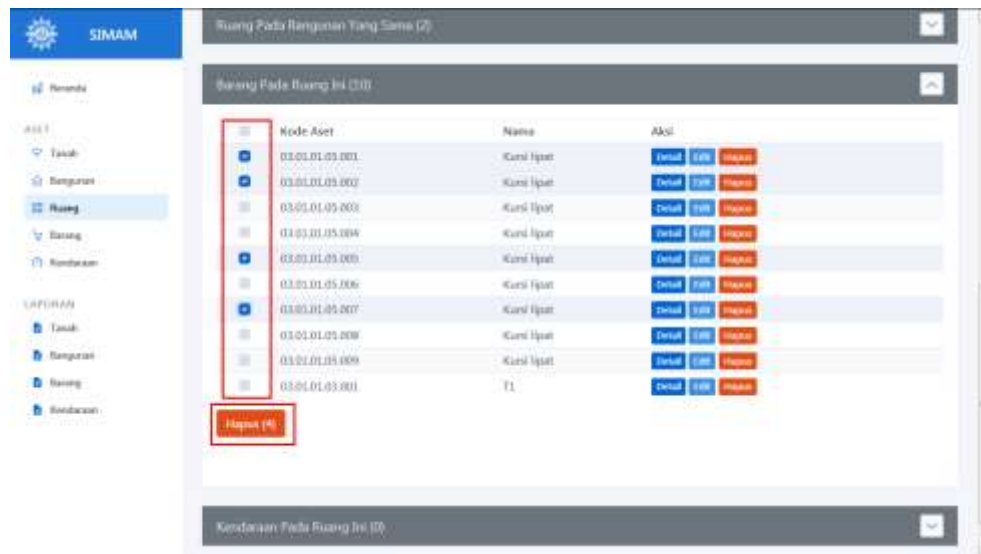 SIMAM
Beranda
ASET
Tanah
Bangunan
Ruang
Barang
Kendaraan
LAPORAN
Tanah
Bangunan
Barang
Kendaraan
Ruang Pada Bangunan Yang Sama (2)
Barang Pada Ruang Ini (10)
Kode Aset Nama Aksi
03.01.01.05.001 Kursi lipat Detail Edit Hapus
03.01.01.05.002 Kursi lipat Detail Edit Hapus
03.01.01.05.003 Kursi lipat Detail Edit Hapus
03.01.01.05.004 Kursi lipat Detail Edit Hapus
03.01.01.05.005 Kursi lipat Detail Edit Hapus
03.01.01.05.006 Kursi lipat Detail Edit Hapus
03.01.01.05.007 Kursi lipat Detail Edit Hapus
03.01.01.05.008 Kursi lipat Detail Edit Hapus
03.01.01.05.009 Kursi lipat Detail Edit Hapus
03.01.01.03.001 T1 Detail Edit Hapus
Hapus (4)
Kendaraan Pada Ruang Ini (0)